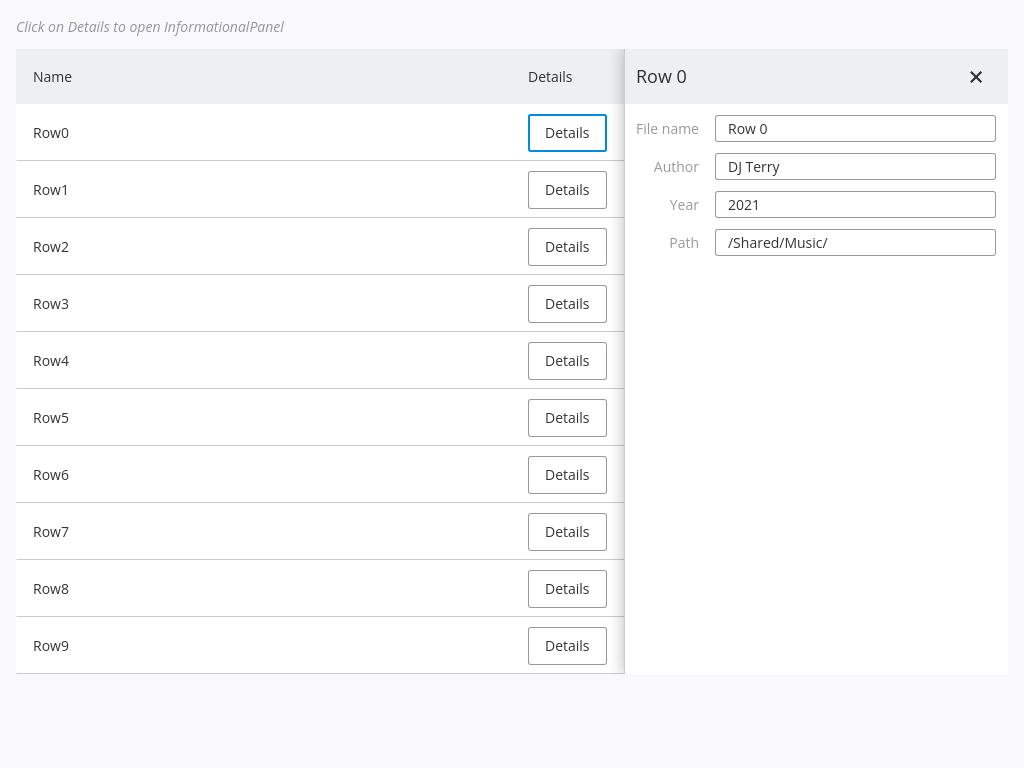 Click on Details to open InformationalPanel
Name Details
Row0 Details
Row1 Details
Row2 Details
Row3 Details
Row4 Details
Row5 Details
Row6 Details
Row7 Details
Row8 Details
Row9 Details
Row 0
File name Row 0
Author DJ Terry
Year 2021
Path /Shared/Music/